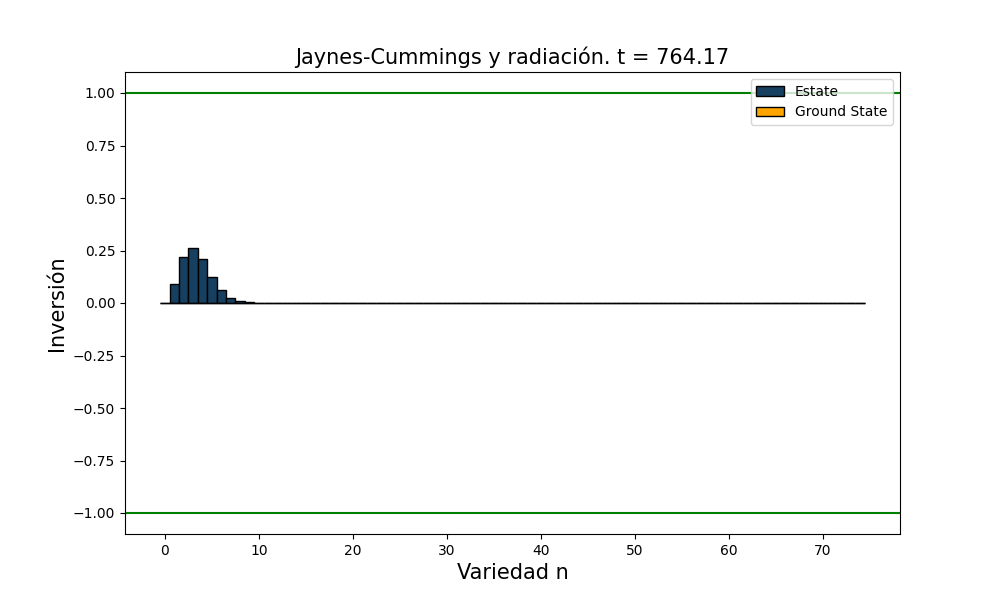 Jaynes-Cummings y radiación. t = 764.17
Estate
Ground State
Inversión
1.00
0.75
0.50
0.25
0.00
−0.25
−0.50
−0.75
−1.00
0 10 20 30 40 50 60 70
Variedad n